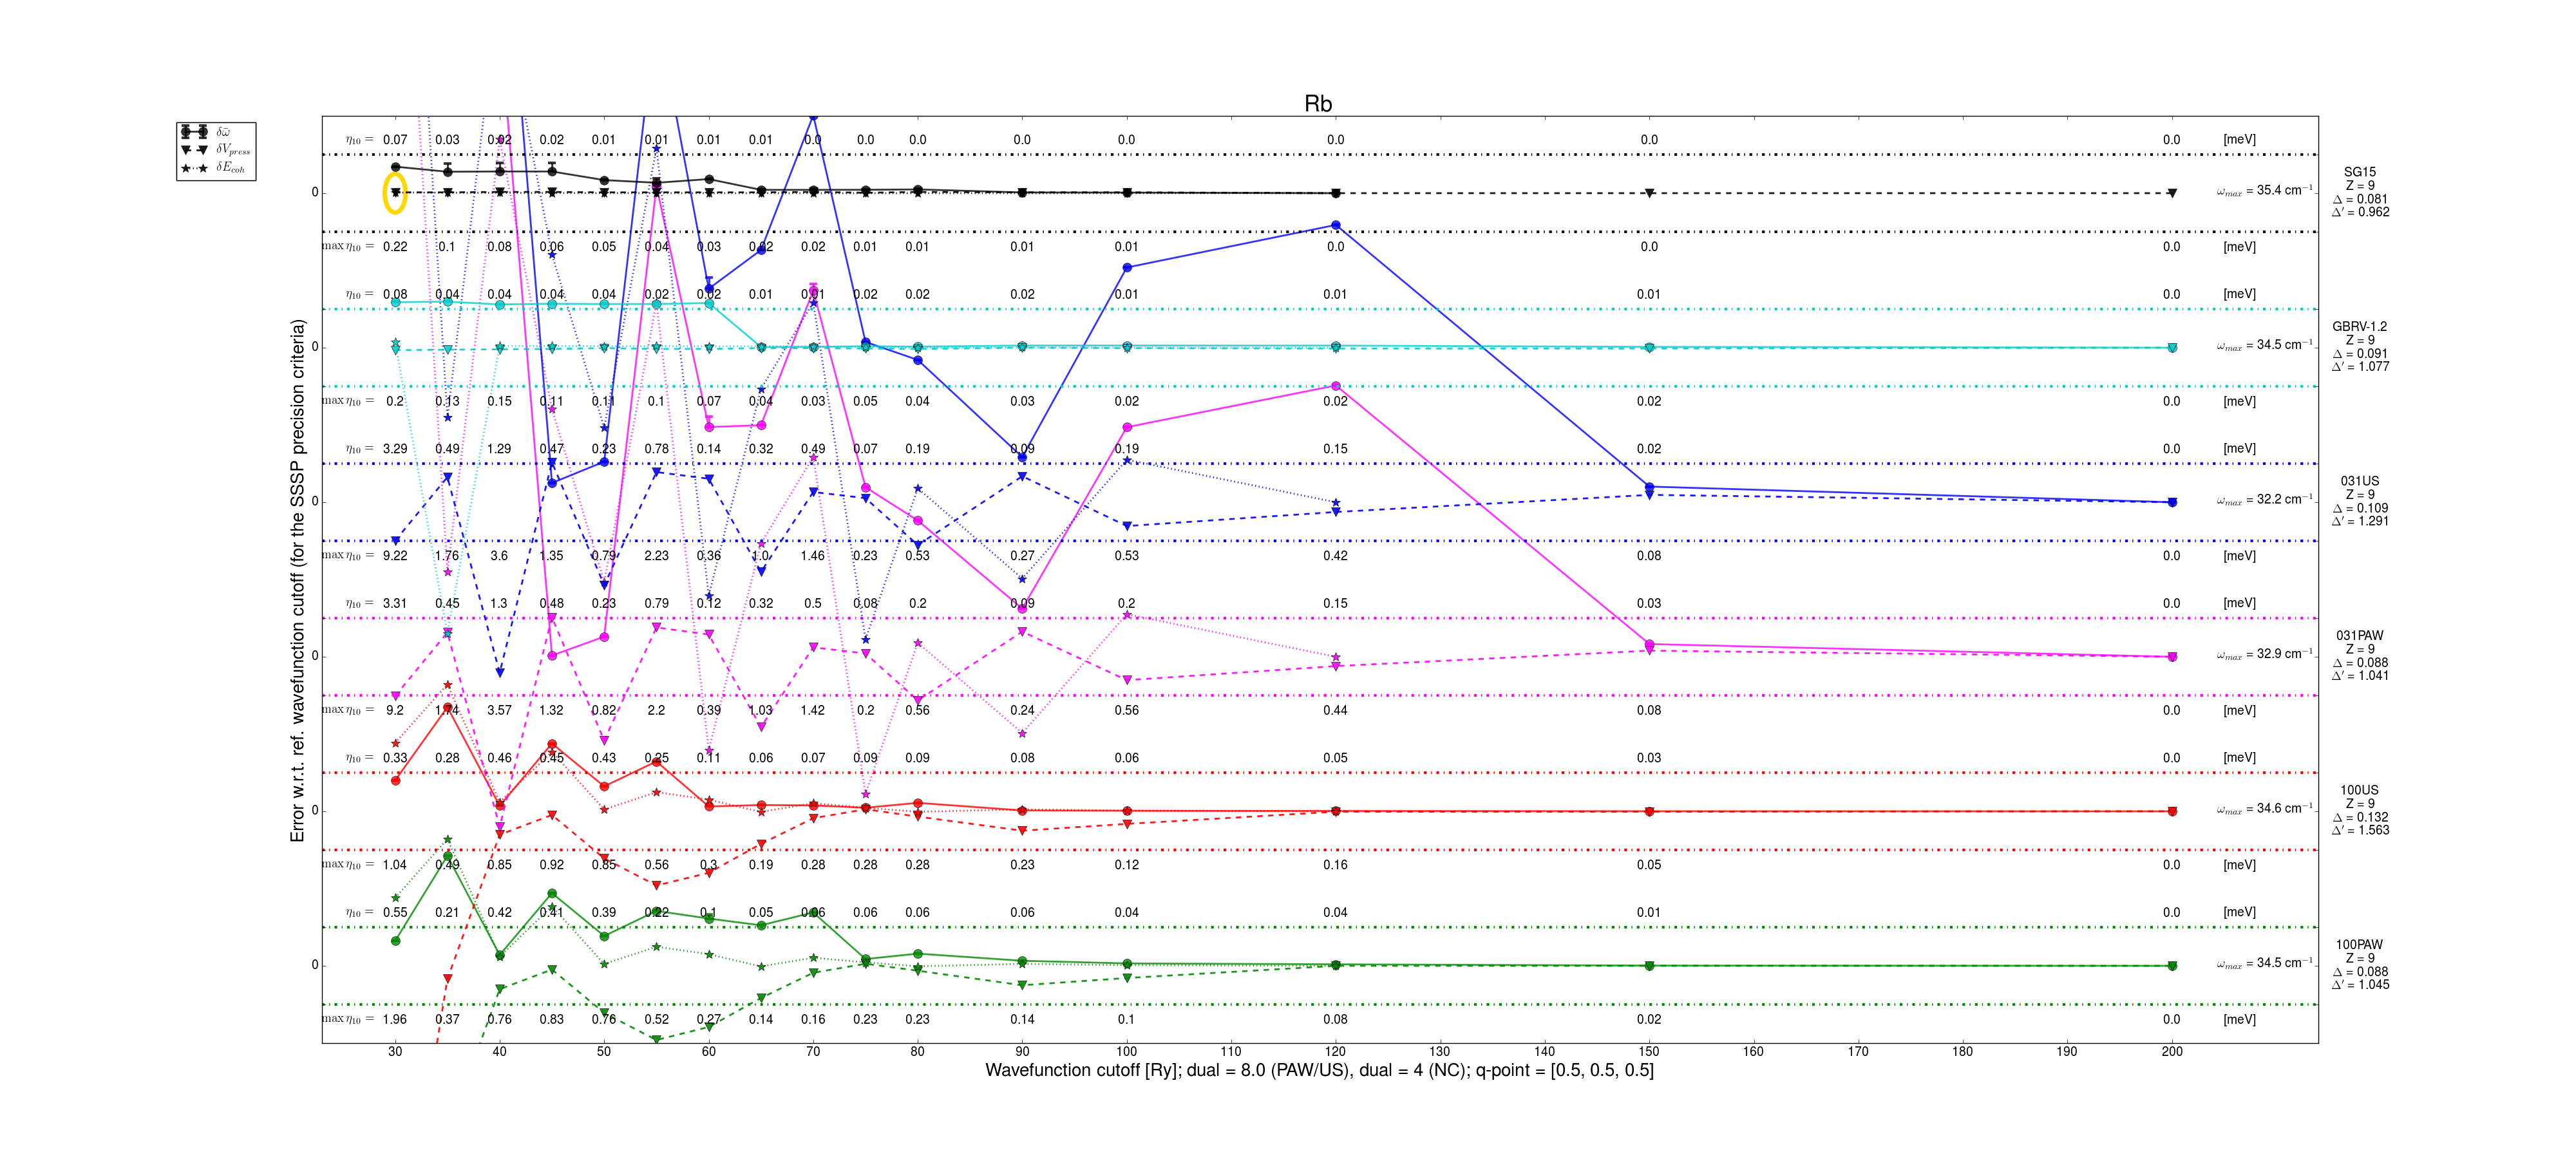 Rb
δω̄
δV_press
δE_coh
η₁₀ = 0.07 0.03 0.02 0.02 0.01 0.01 0.01 0.01 0.0 0.0 0.0 0.0 0.0 0.0 0.0 0.0 [meV]
0
ω_max = 35.4 cm⁻¹
SG15
Z = 9
Δ = 0.081
Δ′ = 0.962
max η₁₀ = 0.22 0.1 0.08 0.06 0.05 0.04 0.03 0.02 0.02 0.01 0.01 0.01 0.01 0.0 0.0 0.0 [meV]
η₁₀ = 0.08 0.04 0.04 0.04 0.04 0.02 0.02 0.01 0.01 0.02 0.02 0.02 0.01 0.01 0.01 0.0 [meV]
0
ω_max = 34.5 cm⁻¹
GBRV-1.2
Z = 9
Δ = 0.091
Δ′ = 1.077
max η₁₀ = 0.2 0.13 0.15 0.11 0.11 0.1 0.07 0.04 0.03 0.05 0.04 0.03 0.02 0.02 0.02 0.0 [meV]
η₁₀ = 3.29 0.49 1.29 0.47 0.23 0.78 0.14 0.32 0.49 0.07 0.19 0.09 0.19 0.15 0.02 0.0 [meV]
0
ω_max = 32.2 cm⁻¹
031US
Z = 9
Δ = 0.109
Δ′ = 1.291
max η₁₀ = 9.22 1.76 3.6 1.35 0.79 2.23 0.36 1.0 1.46 0.23 0.53 0.27 0.53 0.42 0.08 0.0 [meV]
η₁₀ = 3.31 0.45 1.3 0.48 0.23 0.79 0.12 0.32 0.5 0.08 0.2 0.09 0.2 0.15 0.03 0.0 [meV]
0
ω_max = 32.9 cm⁻¹
031PAW
Z = 9
Δ = 0.088
Δ′ = 1.041
max η₁₀ = 9.2 1.74 3.57 1.32 0.82 2.2 0.39 1.03 1.42 0.2 0.56 0.24 0.56 0.44 0.08 0.0 [meV]
η₁₀ = 0.33 0.28 0.46 0.45 0.43 0.25 0.11 0.06 0.07 0.09 0.09 0.08 0.06 0.05 0.03 0.0 [meV]
0
ω_max = 34.6 cm⁻¹
100US
Z = 9
Δ = 0.132
Δ′ = 1.563
max η₁₀ = 1.04 0.49 0.85 0.92 0.85 0.56 0.3 0.19 0.28 0.28 0.28 0.23 0.12 0.16 0.05 0.0 [meV]
η₁₀ = 0.55 0.21 0.42 0.41 0.39 0.22 0.1 0.05 0.06 0.06 0.06 0.06 0.04 0.04 0.01 0.0 [meV]
0
ω_max = 34.5 cm⁻¹
100PAW
Z = 9
Δ = 0.088
Δ′ = 1.045
max η₁₀ = 1.96 0.37 0.76 0.83 0.76 0.52 0.27 0.14 0.16 0.23 0.23 0.14 0.1 0.08 0.02 0.0 [meV]
30 40 50 60 70 80 90 100 110 120 130 140 150 160 170 180 190 200
Wavefunction cutoff [Ry]; dual = 8.0 (PAW/US), dual = 4 (NC); q-point = [0.5, 0.5, 0.5]
Error w.r.t. ref. wavefunction cutoff (for the SSSP precision criteria)